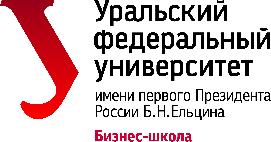 Уральский
федеральный
университет
имени первого Президента
России Б.Н.Ельцина
Бизнес-школа